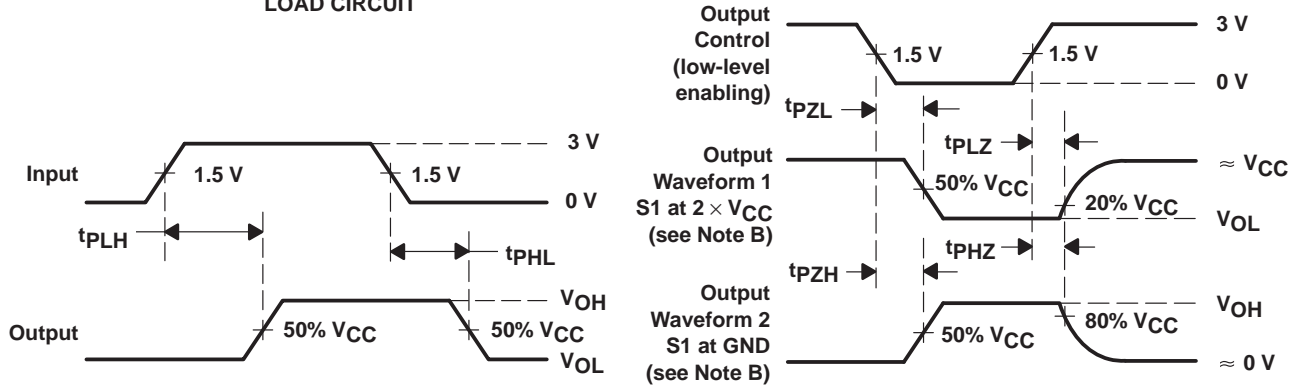 LOAD CIRCUIT
Input
1.5 V
1.5 V
3 V
0 V
tPLH
tPHL
Output
50% VCC
50% VCC
VOH
VOL
Output
Control
(low-level
enabling)
1.5 V
1.5 V
3 V
0 V
tPZL
tPLZ
Output
Waveform 1
S1 at 2 × VCC
(see Note B)
50% VCC
20% VCC
≈ VCC
VOL
tPZH
tPHZ
Output
Waveform 2
S1 at GND
(see Note B)
50% VCC
80% VCC
VOH
≈ 0 V